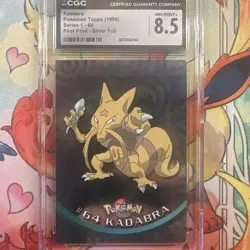 CGC
CERTIFIED GUARANTY COMPANY
Kadabra
Pokémon Topps (1999)
Series 1 - 64
First Print - Silver Foil
NM/MINT+
8.5
POKéMON
#64 KADABRA